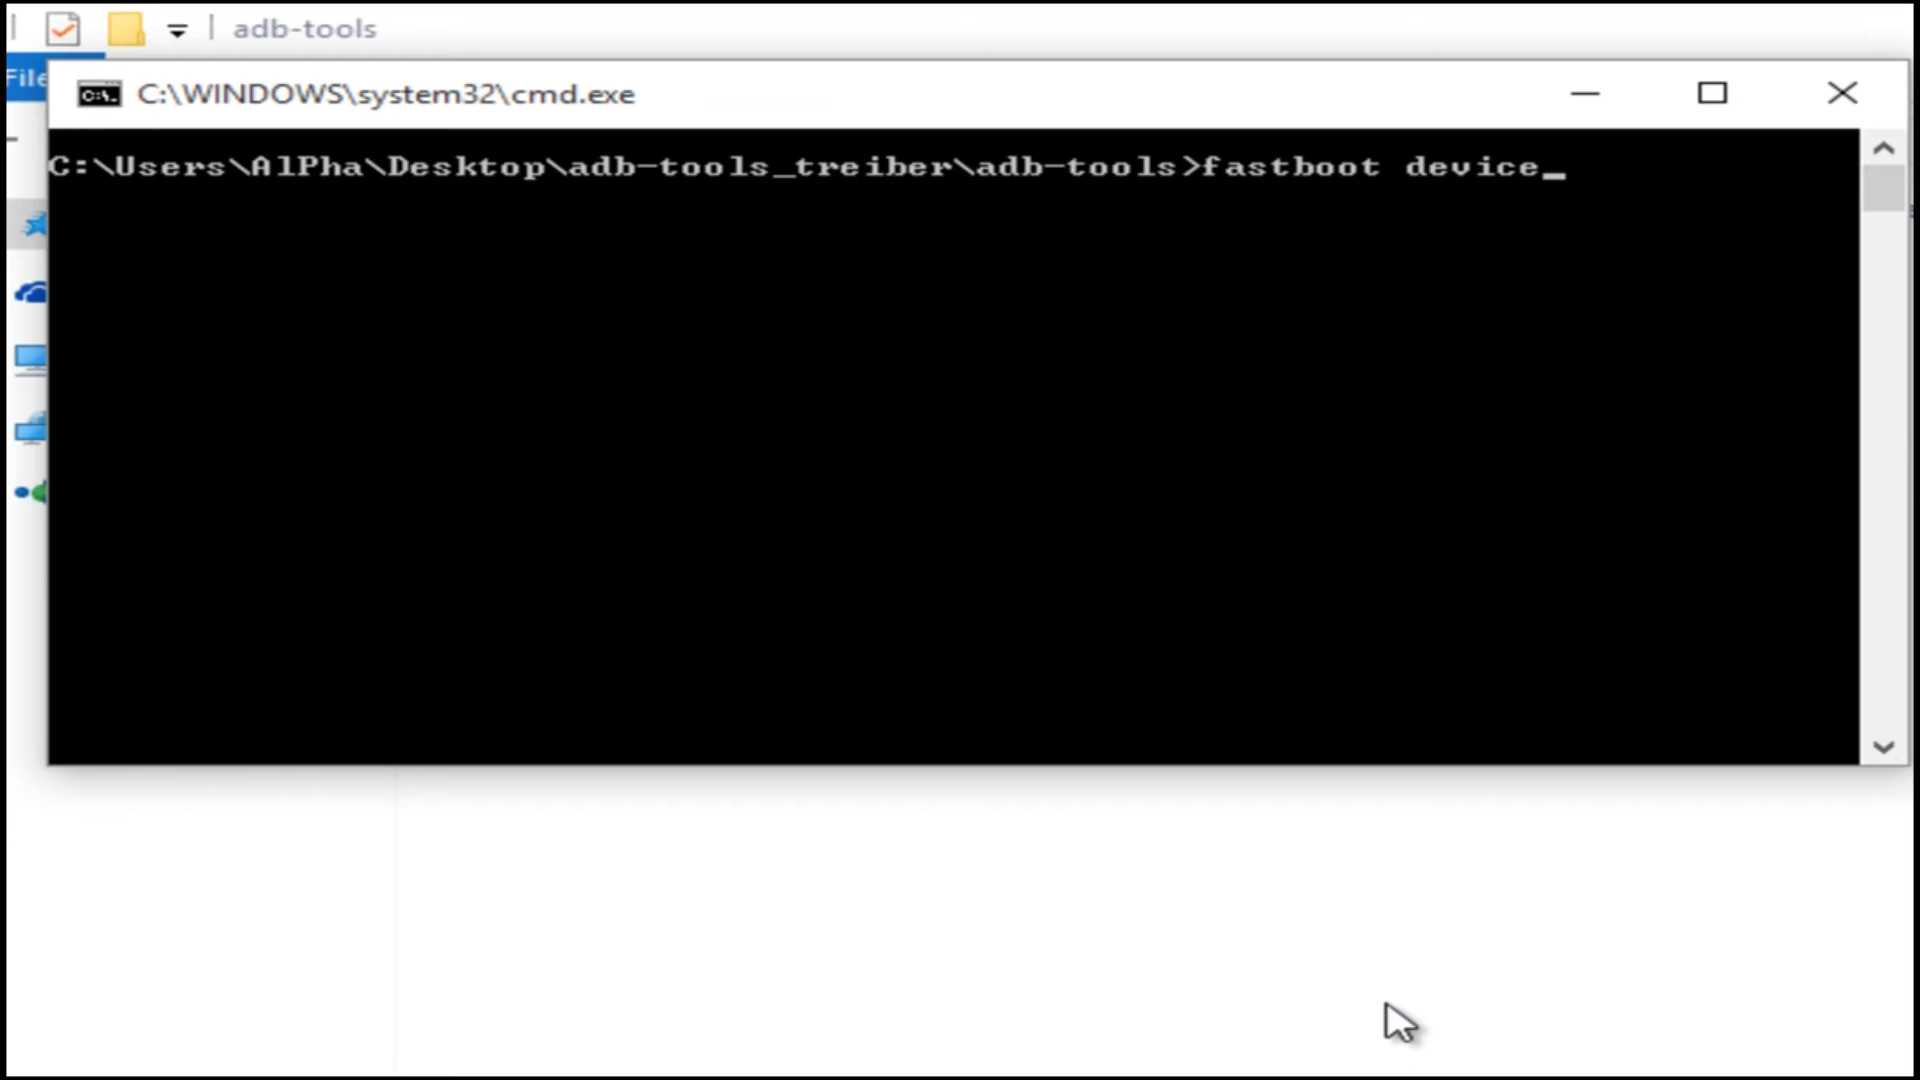 adb-tools
File
C:\WINDOWS\system32\cmd.exe
C:\Users\AlPha\Desktop\adb-tools_treiber\adb-tools>fastboot device_